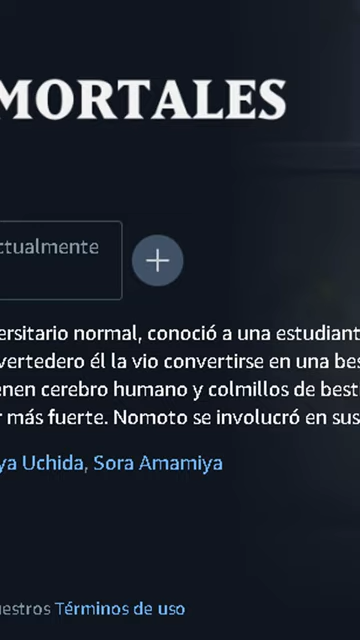 MORTALES
ctualmente
ersitario normal, conoció a una estudiant
vertedero él la vio convertirse en una bes
enen cerebro humano y colmillos de besti
r más fuerte. Nomoto se involucró en sus
ya Uchida, Sora Amamiya
uestros Términos de uso